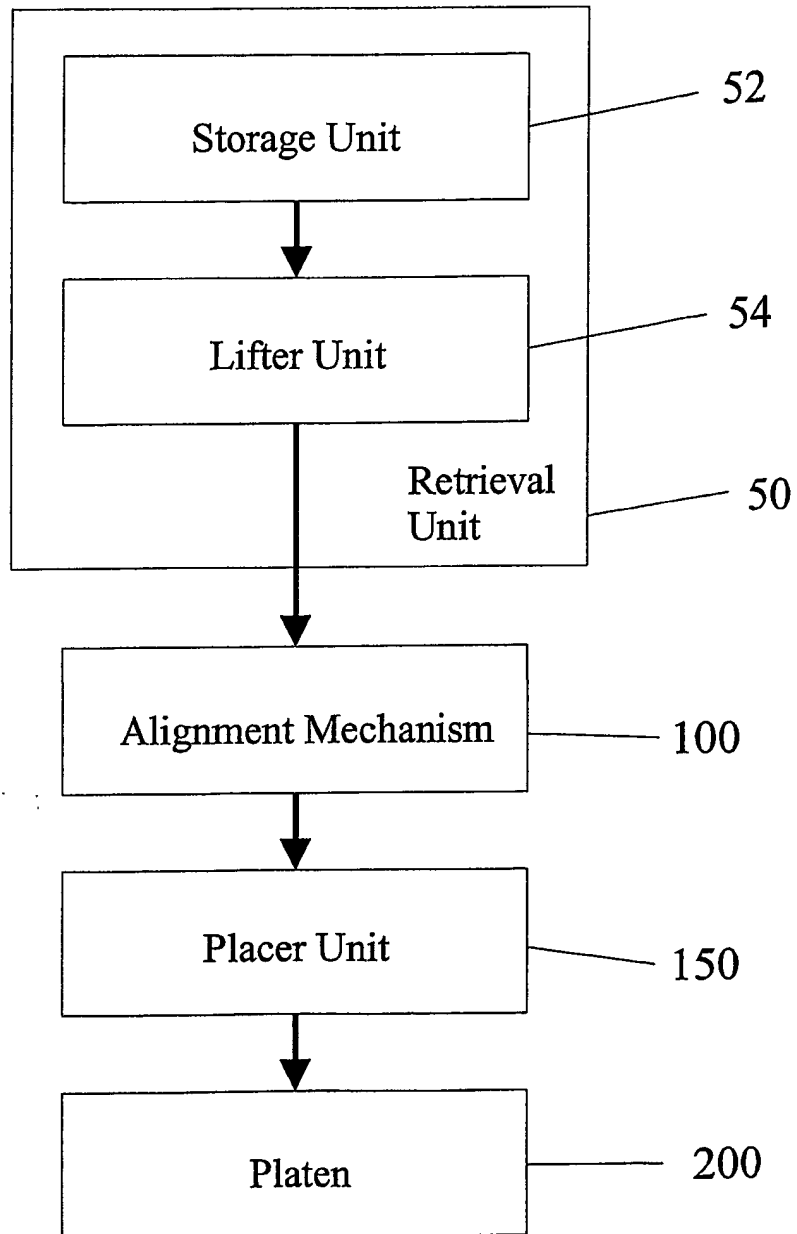 Storage Unit
52
Lifter Unit
54
Retrieval
Unit
50
Alignment Mechanism
100
Placer Unit
150
Platen
200